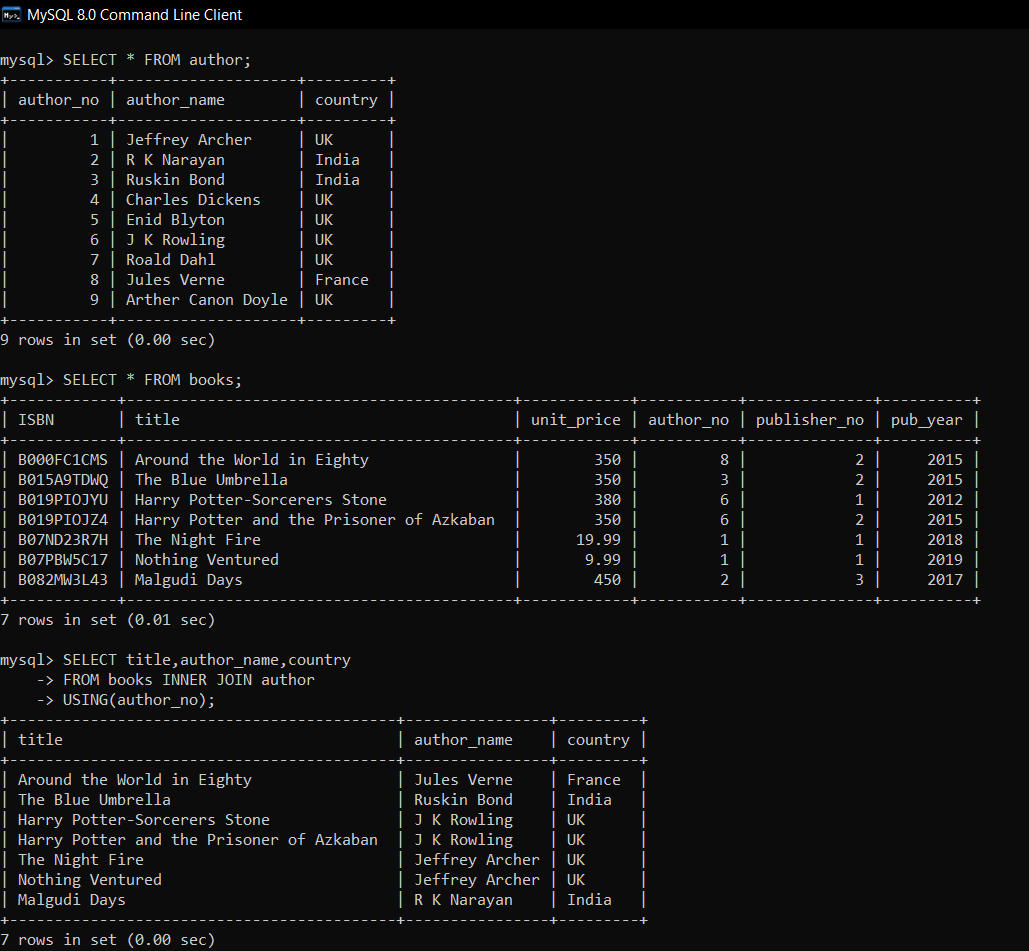 MySQL 8.0 Command Line Client
mysql> SELECT * FROM author;
+-----------+--------------------+---------+
| author_no | author_name        | country |
+-----------+--------------------+---------+
|         1 | Jeffrey Archer     | UK      |
|         2 | R K Narayan        | India   |
|         3 | Ruskin Bond        | India   |
|         4 | Charles Dickens    | UK      |
|         5 | Enid Blyton        | UK      |
|         6 | J K Rowling        | UK      |
|         7 | Roald Dahl         | UK      |
|         8 | Jules Verne        | France  |
|         9 | Arther Canon Doyle | UK      |
+-----------+--------------------+---------+
9 rows in set (0.00 sec)
mysql> SELECT * FROM books;
+------------+-------------------------------------------+------------+-----------+--------------+----------+
| ISBN       | title                                     | unit_price | author_no | publisher_no | pub_year |
+------------+-------------------------------------------+------------+-----------+--------------+----------+
| B000FC1CMS | Around the World in Eighty                |        350 |         8 |            2 |     2015 |
| B015A9TDWQ | The Blue Umbrella                         |        350 |         3 |            2 |     2015 |
| B019PIOJYU | Harry Potter-Sorcerers Stone              |        380 |         6 |            1 |     2012 |
| B019PIOJZ4 | Harry Potter and the Prisoner of Azkaban  |        350 |         6 |            2 |     2015 |
| B07ND23R7H | The Night Fire                            |      19.99 |         1 |            1 |     2018 |
| B07PBW5C17 | Nothing Ventured                          |       9.99 |         1 |            1 |     2019 |
| B082MW3L43 | Malgudi Days                              |        450 |         2 |            3 |     2017 |
+------------+-------------------------------------------+------------+-----------+--------------+----------+
7 rows in set (0.01 sec)
mysql> SELECT title,author_name,country
    -> FROM books INNER JOIN author
    -> USING(author_no);
+-------------------------------------------+----------------+---------+
| title                                     | author_name    | country |
+-------------------------------------------+----------------+---------+
| Around the World in Eighty                | Jules Verne    | France  |
| The Blue Umbrella                         | Ruskin Bond    | India   |
| Harry Potter-Sorcerers Stone              | J K Rowling    | UK      |
| Harry Potter and the Prisoner of Azkaban  | J K Rowling    | UK      |
| The Night Fire                            | Jeffrey Archer | UK      |
| Nothing Ventured                          | Jeffrey Archer | UK      |
| Malgudi Days                              | R K Narayan    | India   |
+-------------------------------------------+----------------+---------+
7 rows in set (0.00 sec)